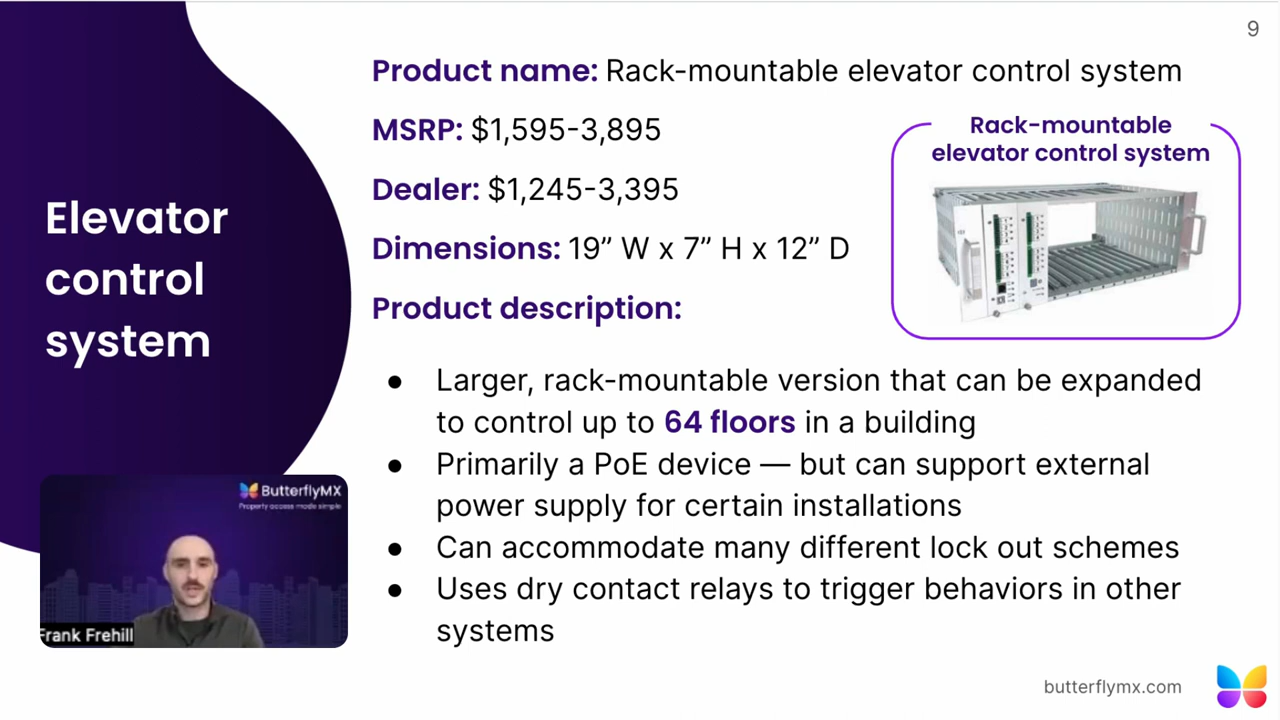 9
Product name: Rack-mountable elevator control system
MSRP: $1,595-3,895
Dealer: $1,245-3,395
Dimensions: 19” W x 7” H x 12” D
Product description:
Rack-mountable
elevator control system
Elevator
control
system
● Larger, rack-mountable version that can be expanded
to control up to 64 floors in a building
● Primarily a PoE device — but can support external
power supply for certain installations
● Can accommodate many different lock out schemes
● Uses dry contact relays to trigger behaviors in other
systems
ButterflyMX
Property access made simple
Frank Frehill
butterflymx.com